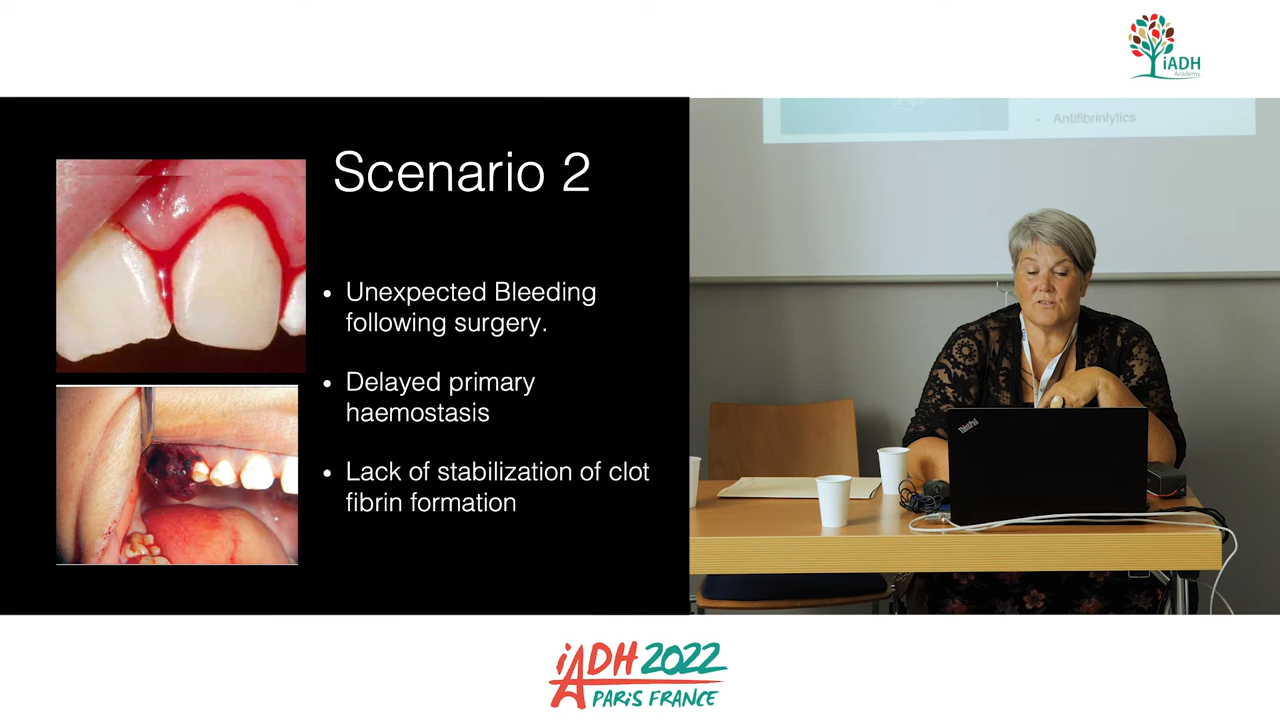 iADH
Academy
Scenario 2
• Unexpected Bleeding
following surgery.
• Delayed primary
haemostasis
• Lack of stabilization of clot
fibrin formation
• Antifibrinlytics
ThinkPad
iADH 2022
PARIS FRANCE